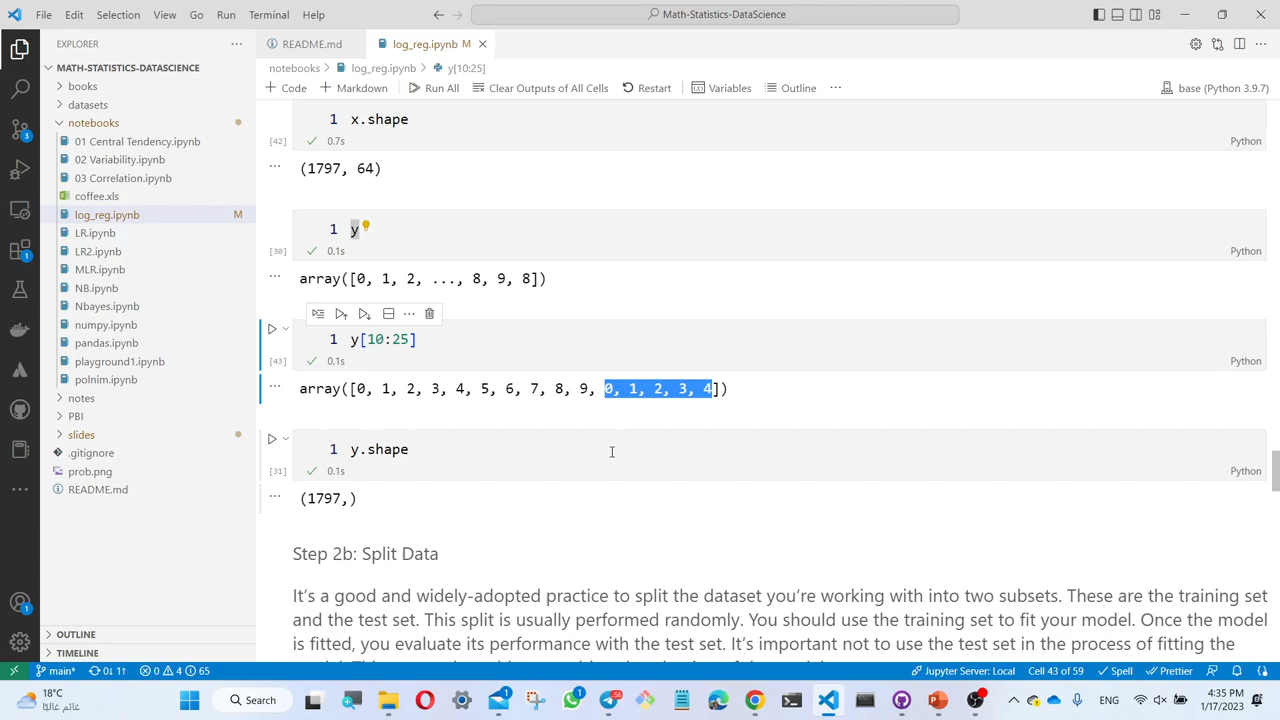 File Edit Selection View Go Run Terminal Help
Math-Statistics-DataScience
EXPLORER
README.md
log_reg.ipynb M
MATH-STATISTICS-DATASCIENCE
notebooks > log_reg.ipynb > y[10:25]
books
+ Code + Markdown Run All Clear Outputs of All Cells Restart Variables Outline ...
base (Python 3.9.7)
datasets
notebooks
01 Central Tendency.ipynb
02 Variability.ipynb
03 Correlation.ipynb
coffee.xls
log_reg.ipynb M
LR.ipynb
LR2.ipynb
MLR.ipynb
NB.ipynb
Nbayes.ipynb
numpy.ipynb
pandas.ipynb
playground1.ipynb
polnim.ipynb
notes
PBI
slides
.gitignore
prob.png
README.md
OUTLINE
TIMELINE
1 x.shape
[42] 0.7s Python
(1797, 64)
1 y
[30] 0.1s Python
array([0, 1, 2, ..., 8, 9, 8])
1 y[10:25]
[43] 0.1s Python
array([0, 1, 2, 3, 4, 5, 6, 7, 8, 9, 0, 1, 2, 3, 4])
1 y.shape
[31] 0.1s Python
(1797,)
Step 2b: Split Data
It's a good and widely-adopted practice to split the dataset you're working with into two subsets. These are the training set
and the test set. This split is usually performed randomly. You should use the training set to fit your model. Once the model
is fitted, you evaluate its performance with the test set. It's important not to use the test set in the process of fitting the
main* 0↓ 1↑ 0 4 65
Jupyter Server: Local Cell 43 of 59 Spell Prettier
18°C
غائم غالبًا
Search
4:35 PM
1/17/2023